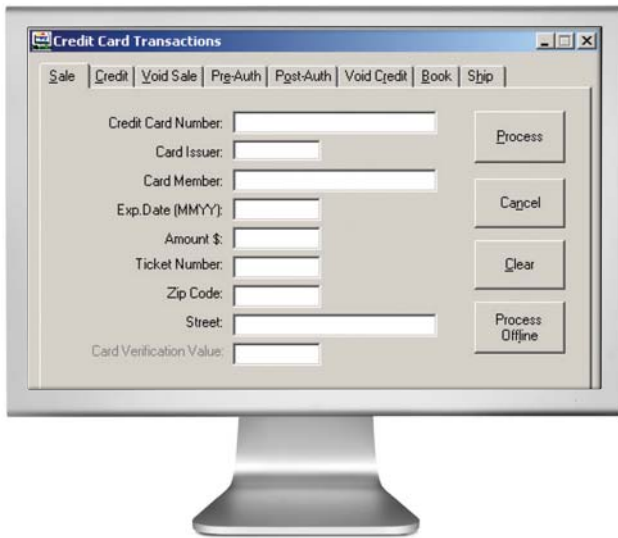 Credit Card Transactions
Sale Credit Void Sale Pre-Auth Post-Auth Void Credit Book Ship
Credit Card Number:
Process
Card Issuer:
Card Member:
Cancel
Exp.Date (MMYY):
Amount $:
Ticket Number:
Clear
Zip Code:
Street:
Process
Offline
Card Verification Value: